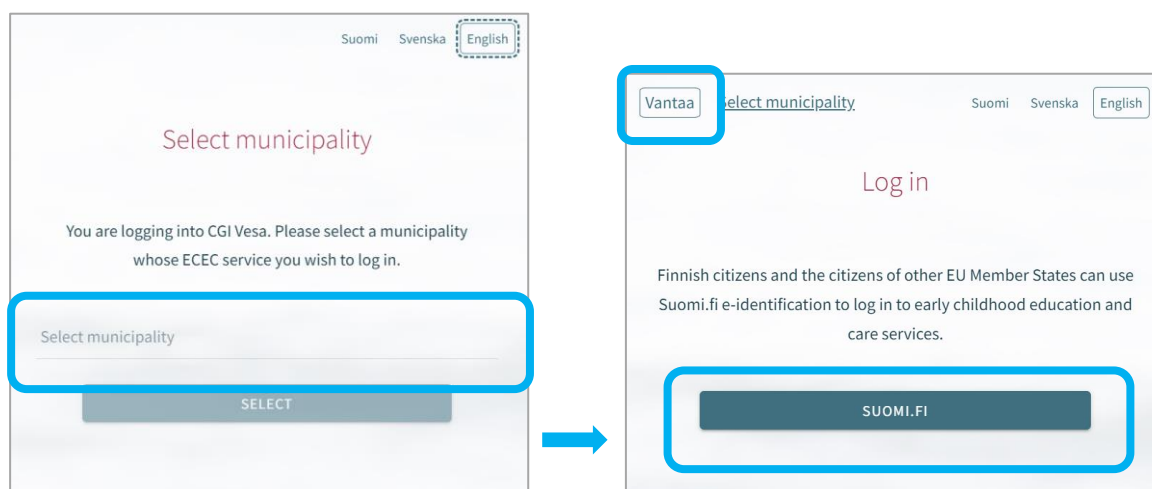 Suomi Svenska English
Select municipality
You are logging into CGI Vesa. Please select a municipality
whose ECEC service you wish to log in.
Select municipality
SELECT
Vantaa Select municipality Suomi Svenska English
Log in
Finnish citizens and the citizens of other EU Member States can use
Suomi.fi e-identification to log in to early childhood education and
care services.
SUOMI.FI